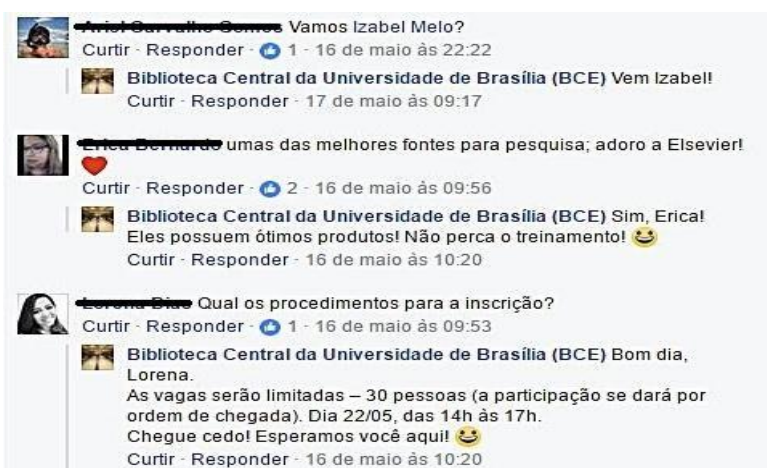 Vamos Izabel Melo?
Curtir · Responder · 1 · 16 de maio às 22:22
Biblioteca Central da Universidade de Brasília (BCE) Vem Izabel!
Curtir · Responder · 17 de maio às 09:17
umas das melhores fontes para pesquisa; adoro a Elsevier!
❤
Curtir · Responder · 2 · 16 de maio às 09:56
Biblioteca Central da Universidade de Brasília (BCE) Sim, Erica!
Eles possuem ótimos produtos! Não perca o treinamento! 😀
Curtir · Responder · 16 de maio às 10:20
Qual os procedimentos para a inscrição?
Curtir · Responder · 1 · 16 de maio às 09:53
Biblioteca Central da Universidade de Brasília (BCE) Bom dia,
Lorena.
As vagas serão limitadas – 30 pessoas (a participação se dará por
ordem de chegada). Dia 22/05, das 14h às 17h.
Chegue cedo! Esperamos você aqui! 😀
Curtir · Responder · 16 de maio às 10:20